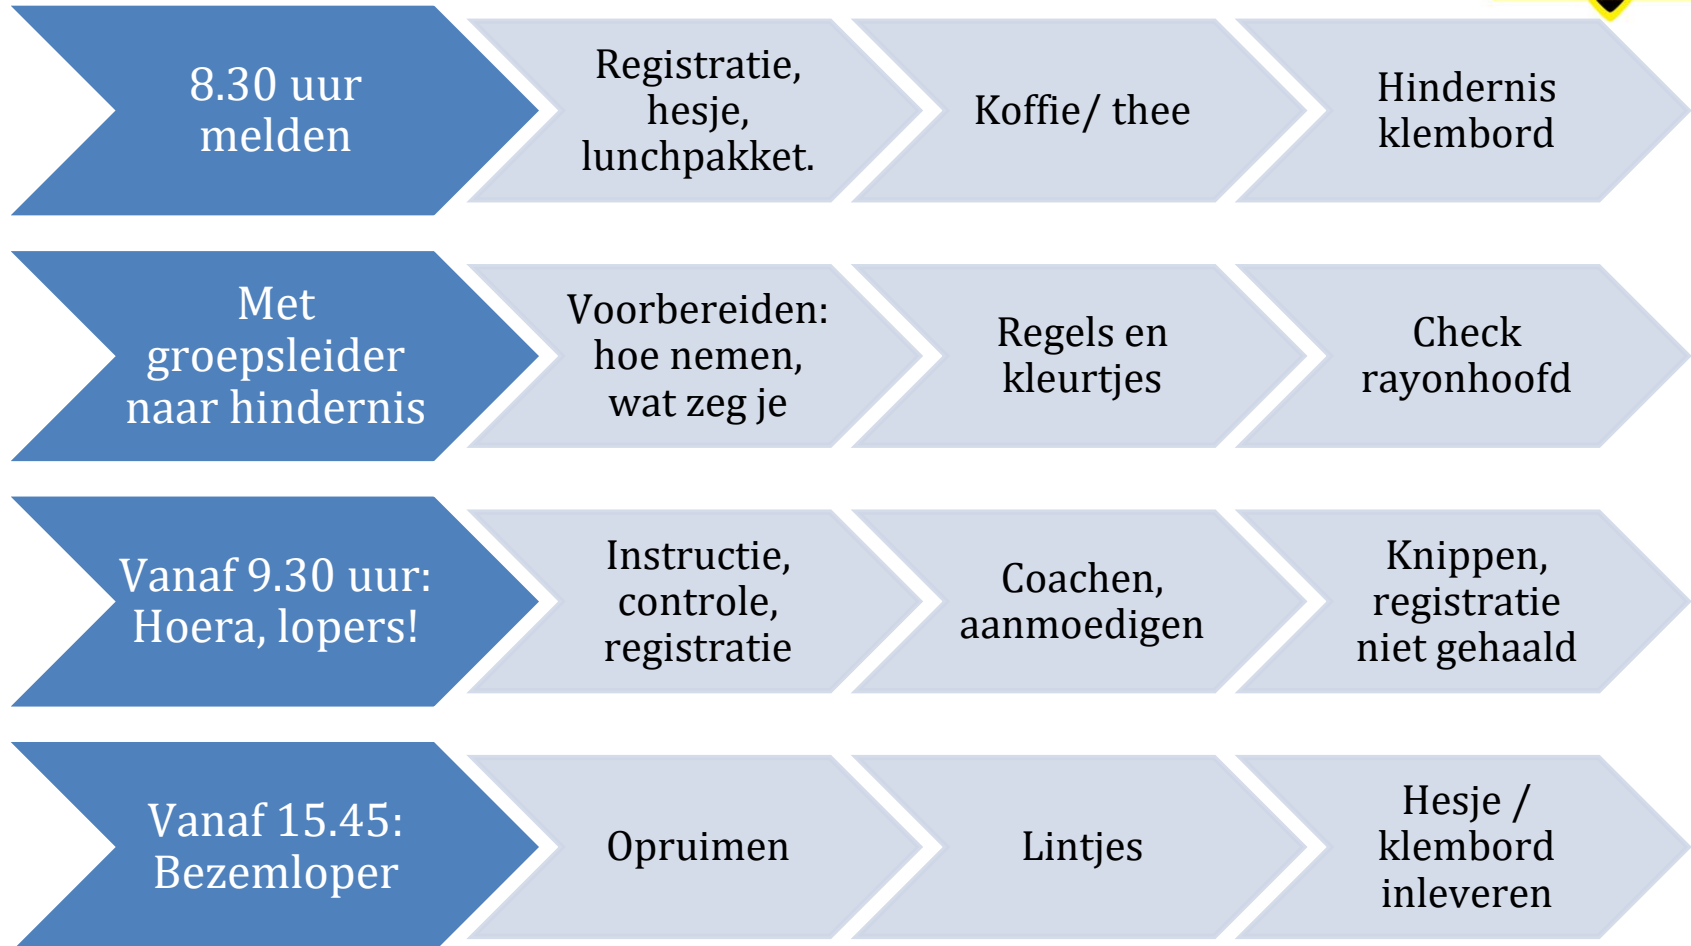 8.30 uur
melden
Registratie,
hesje,
lunchpakket.
Koffie/ thee
Hindernis
klembord
Met
groepsleider
naar hindernis
Voorbereiden:
hoe nemen,
wat zeg je
Regels en
kleurtjes
Check
rayonhoofd
Vanaf 9.30 uur:
Hoera, lopers!
Instructie,
controle,
registratie
Coachen,
aanmoedigen
Knippen,
registratie
niet gehaald
Vanaf 15.45:
Bezemloper
Opruimen
Lintjes
Hesje /
klembord
inleveren